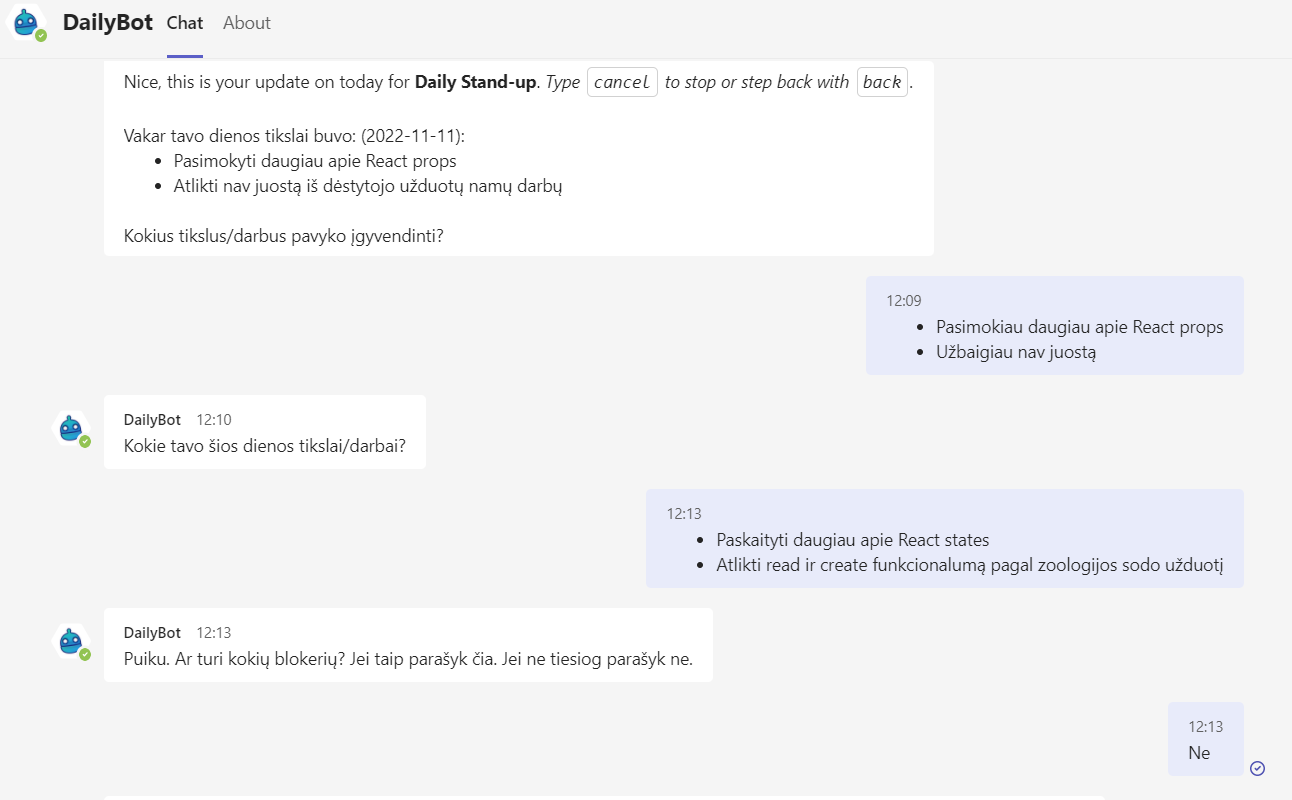 DailyBot Chat About
Nice, this is your update on today for Daily Stand-up. Type cancel to stop or step back with back.
Vakar tavo dienos tikslai buvo: (2022-11-11):
• Pasimokyti daugiau apie React props
• Atlikti nav juostą iš dėstytojo užduotų namų darbų
Kokius tikslus/darbus pavyko įgyvendinti?
12:09
• Pasimokiau daugiau apie React props
• Užbaigiau nav juostą
DailyBot 12:10
Kokie tavo šios dienos tikslai/darbai?
12:13
• Paskaityti daugiau apie React states
• Atlikti read ir create funkcionalumą pagal zoologijos sodo užduotį
DailyBot 12:13
Puiku. Ar turi kokių blokerių? Jei taip parašyk čia. Jei ne tiesiog parašyk ne.
12:13
Ne